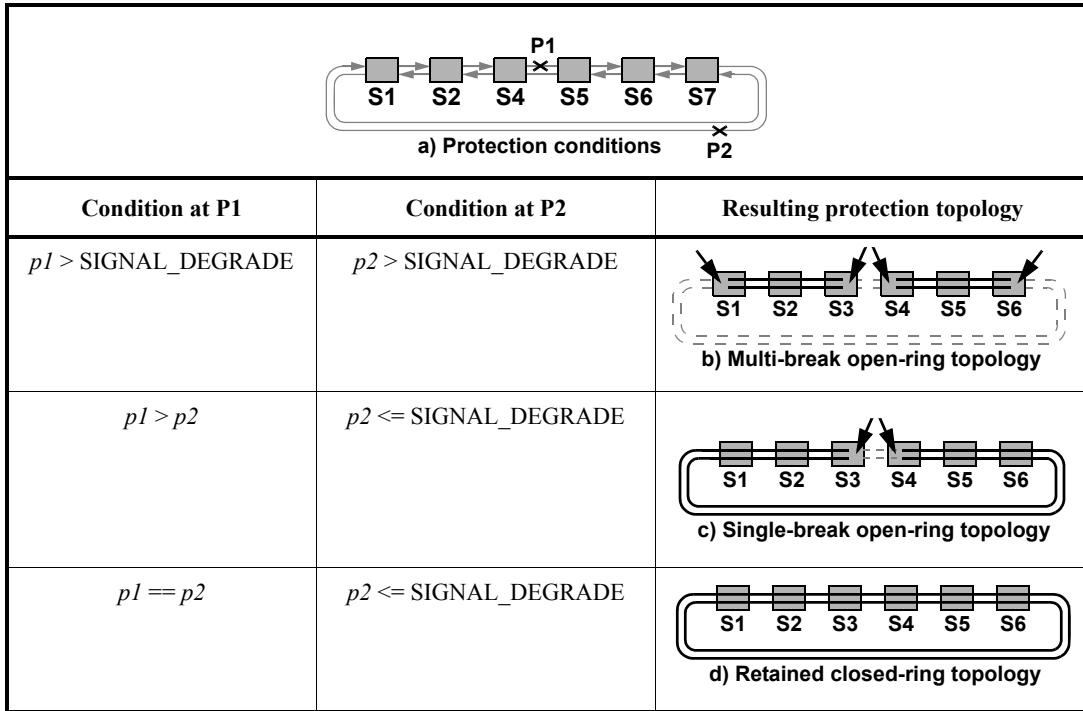 P1
S1 S2 S4 S5 S6 S7
a) Protection conditions
P2
Condition at P1 Condition at P2 Resulting protection topology
p1 > SIGNAL_DEGRADE p2 > SIGNAL_DEGRADE
S1 S2 S3 S4 S5 S6
b) Multi-break open-ring topology
p1 > p2 p2 <= SIGNAL_DEGRADE
S1 S2 S3 S4 S5 S6
c) Single-break open-ring topology
p1 == p2 p2 <= SIGNAL_DEGRADE
S1 S2 S3 S4 S5 S6
d) Retained closed-ring topology